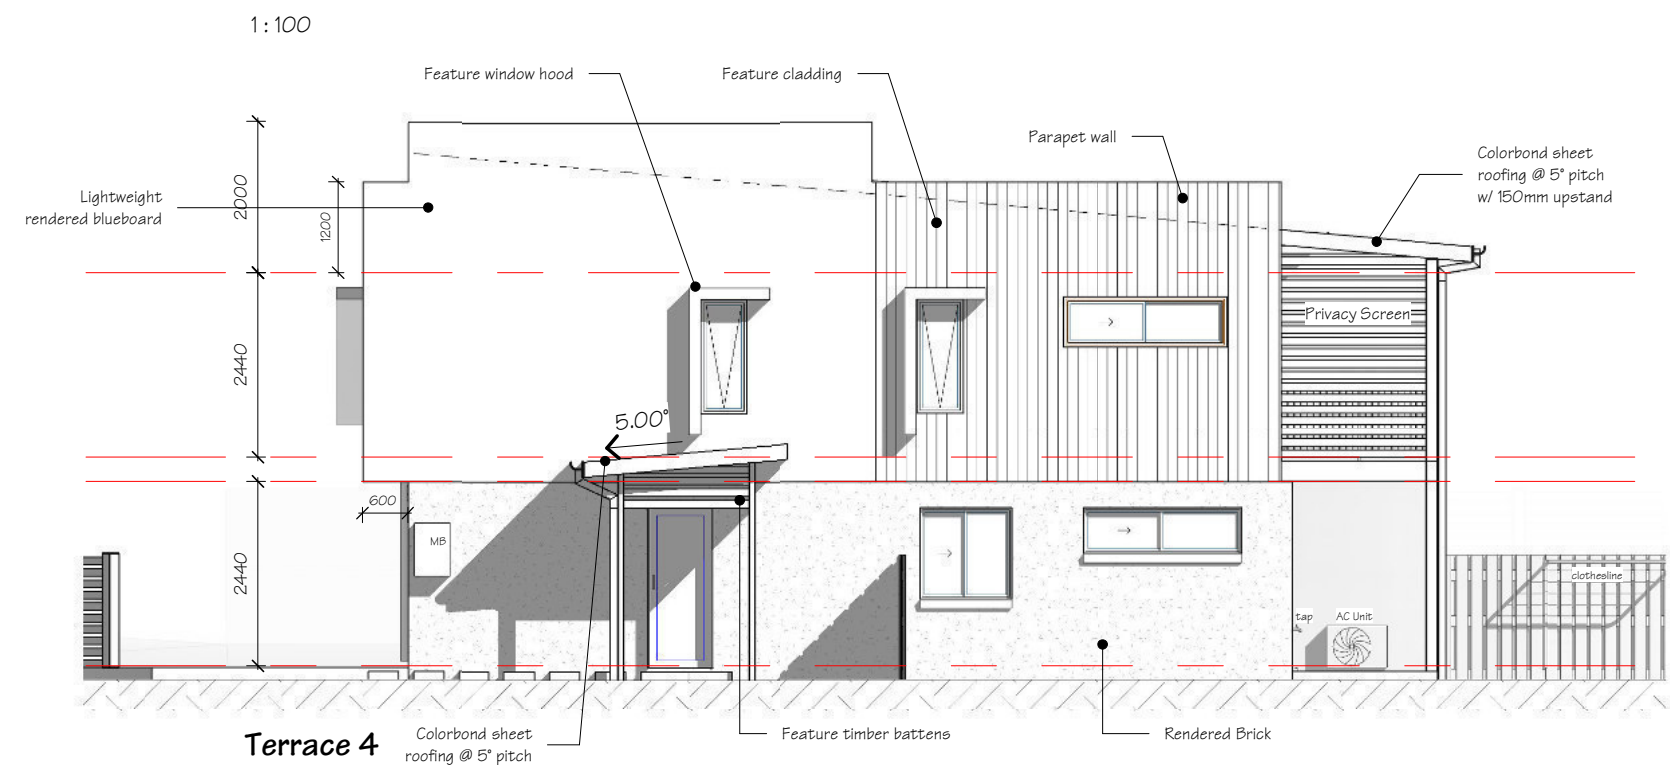 1 : 100
Feature window hood
Feature cladding
Parapet wall
Colorbond sheet
roofing @ 5° pitch
w/ 150mm upstand
Lightweight
rendered blueboard
2000
1200
2440
Privacy Screen
5.00°
600
MB
2440
clothesline
tap
AC Unit
Terrace 4
Colorbond sheet
roofing @ 5° pitch
Feature timber battens
Rendered Brick